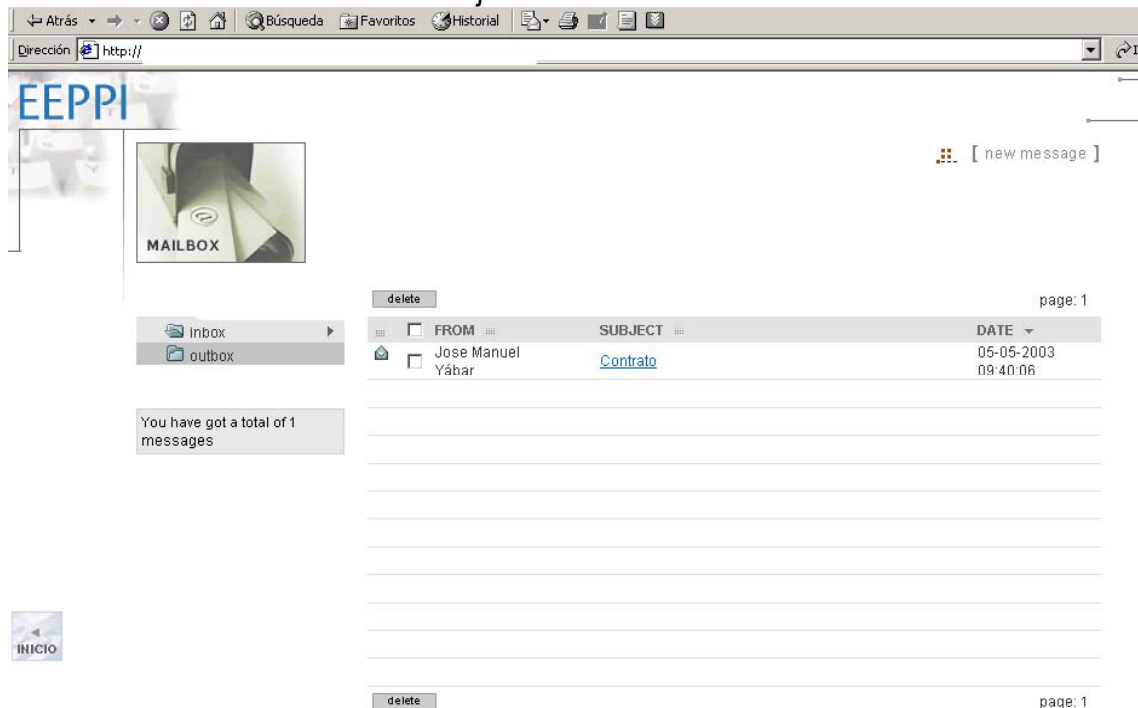 Atrás Búsqueda Favoritos Historial
Dirección http://
EEPPI
[ new message ]
MAILBOX
delete page: 1
inbox
outbox
FROM SUBJECT DATE
Jose Manuel Yábar Contrato 05-05-2003 09:40:06
You have got a total of 1
messages
INICIO
delete page: 1